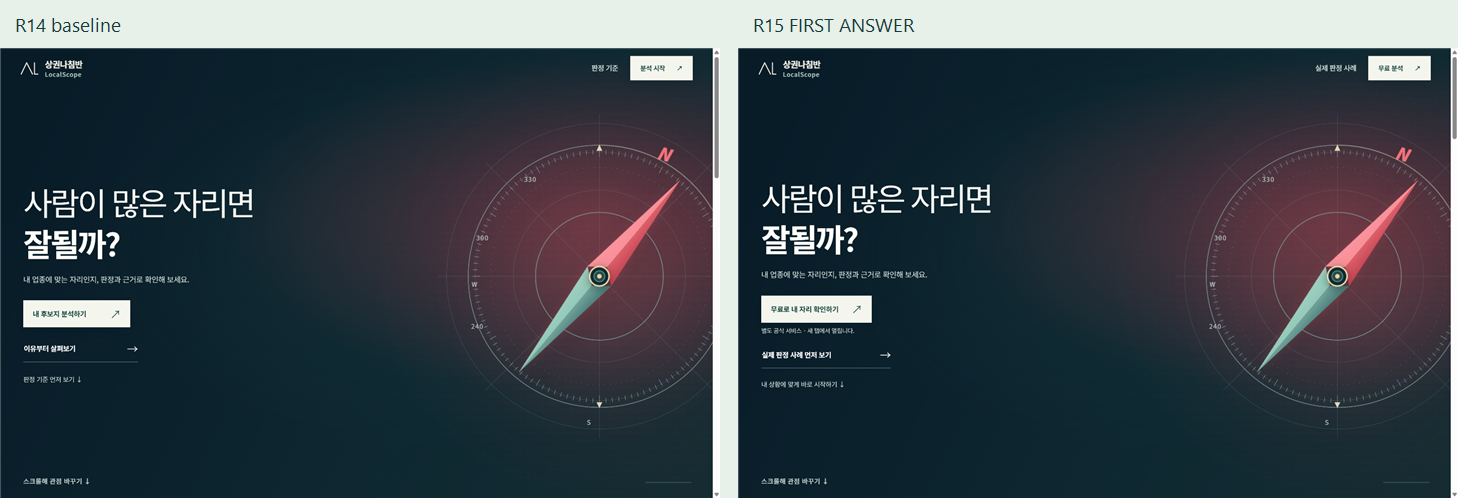 R14 baseline
상권나침반
LocalScope
판정 기준
분석 시작 ↗
N
330
300
W
240
S
사람이 많은 자리면
잘될까?
내 업종에 맞는 자리인지, 판정과 근거로 확인해 보세요.
내 후보지 분석하기 ↗
이유부터 살펴보기 →
판정 기준 먼저 보기 ↓
스크롤해 관점 바꾸기 ↓
R15 FIRST ANSWER
상권나침반
LocalScope
실제 판정 사례
무료 분석 ↗
N
330
300
W
240
S
사람이 많은 자리면
잘될까?
내 업종에 맞는 자리인지, 판정과 근거로 확인해 보세요.
무료로 내 자리 확인하기 ↗
별도 공식 서비스 · 새 탭에서 열립니다.
실제 판정 사례 먼저 보기 →
내 상황에 맞게 바로 시작하기 ↓
스크롤해 관점 바꾸기 ↓